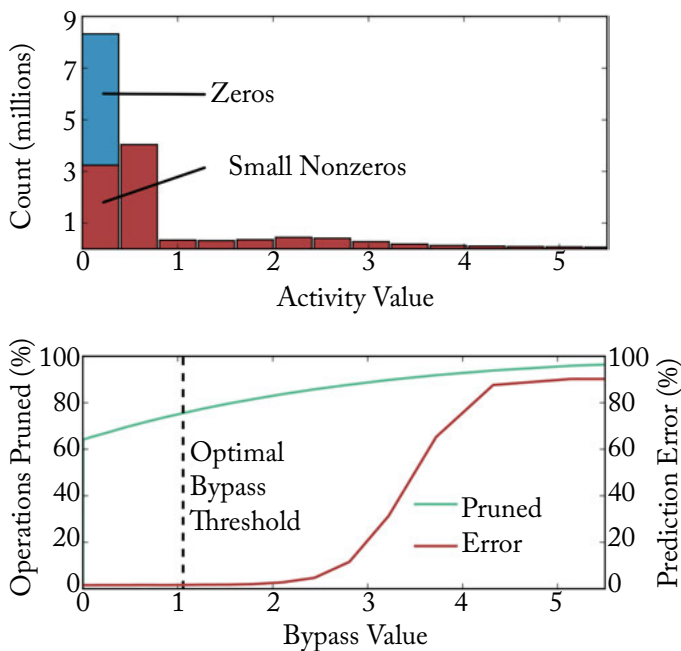 Count (millions)
9
7
5
3
1
Zeros
Small Nonzeros
0 1 2 3 4 5
Activity Value
Operations Pruned (%)
100
80
60
40
20
0
Optimal
Bypass
Threshold
Pruned
Error
100
80
60
40
20
0
Prediction Error (%)
0 1 2 3 4 5
Bypass Value